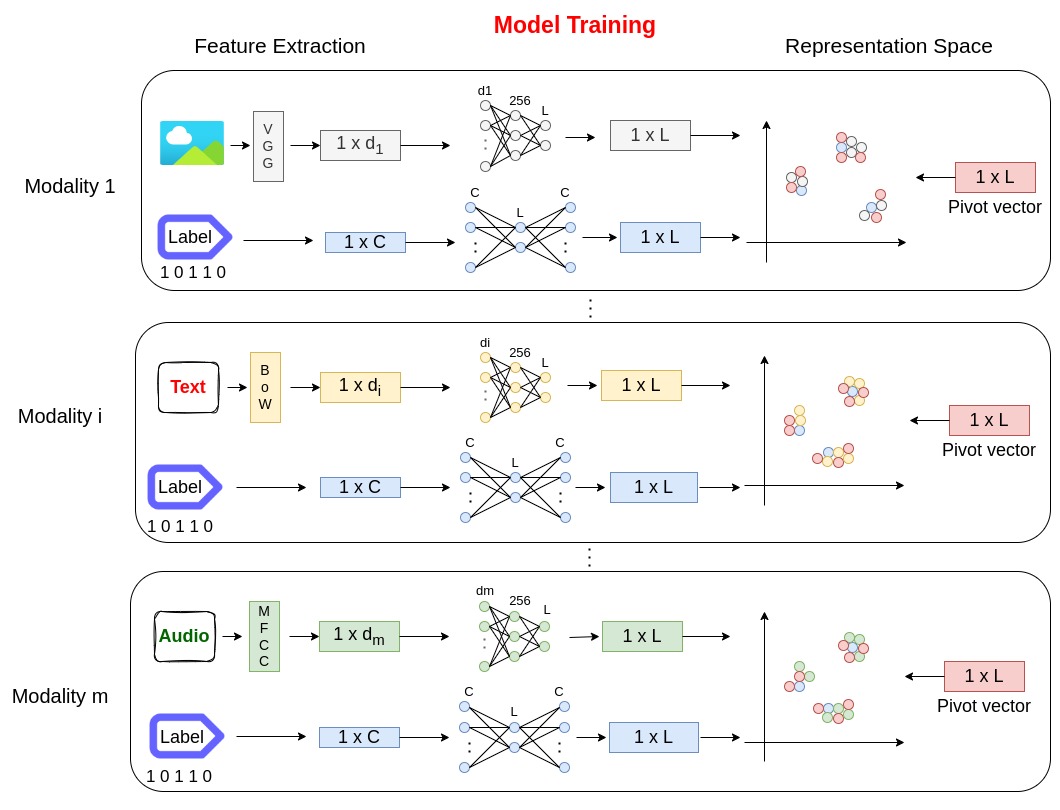 Model Training
Feature Extraction
Representation Space
Modality 1
V
G
G
1 x d1
d1
256
L
1 x L
1 x L
Pivot vector
Label
1 0 1 1 0
1 x C
C
L
C
1 x L
Modality i
Text
B
o
W
1 x di
di
256
L
1 x L
1 x L
Pivot vector
Label
1 0 1 1 0
1 x C
C
L
C
1 x L
Modality m
Audio
M
F
C
C
1 x dm
dm
256
L
1 x L
1 x L
Pivot vector
Label
1 0 1 1 0
1 x C
C
L
C
1 x L